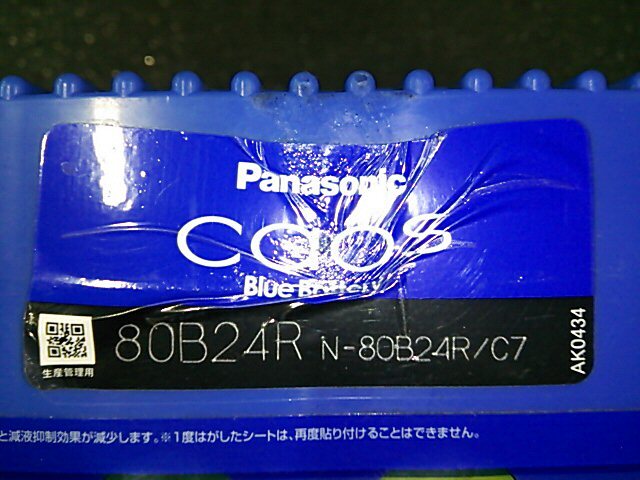 Panasonic
caos
Blue Battery
80B24R N-80B24R/C7
生産管理用
AK0434
と減液抑制効果が減少します。※1度はがしたシートは、再度貼り付けることはできません。